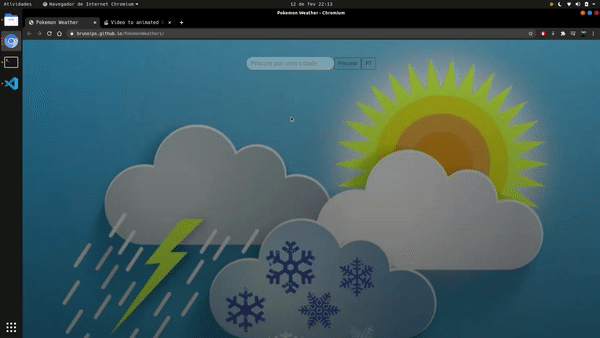 Atividades Navegador de Internet Chromium 12 de fev 22:13
Pokemon Weather - Chromium
Pokemon Weather Video to animated
brunoips.github.io/PokemonWeathers/
Procure por uma cidade Procurar PT